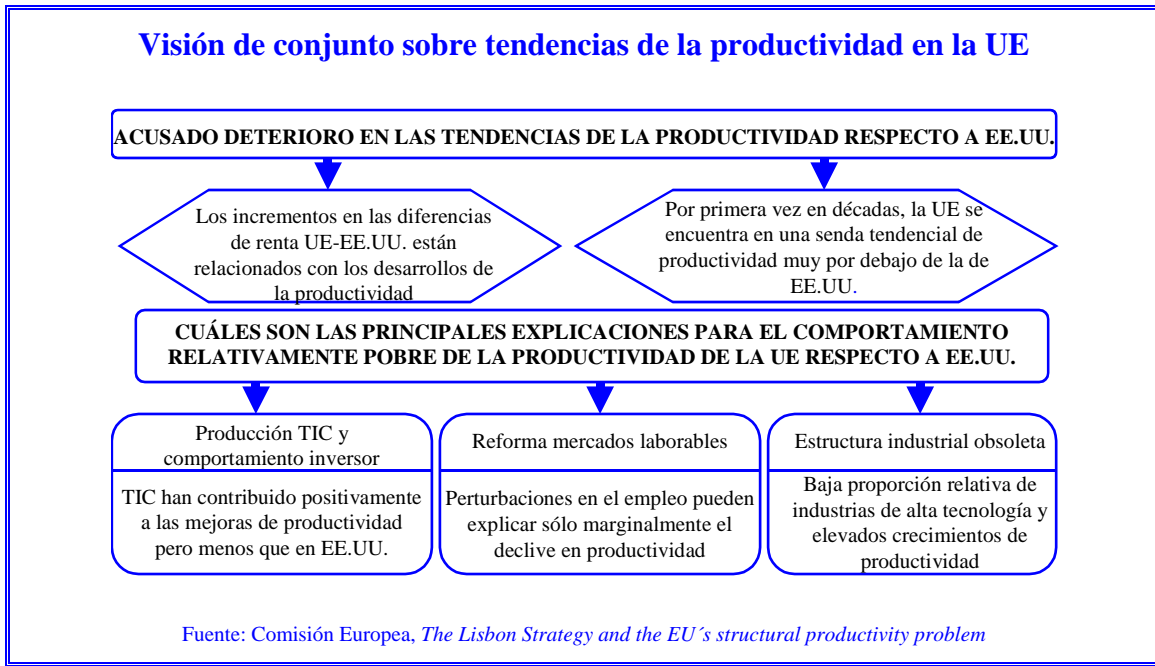 Visión de conjunto sobre tendencias de la productividad en la UE
ACUSADO DETERIORO EN LAS TENDENCIAS DE LA PRODUCTIVIDAD RESPECTO A EE.UU.
Los incrementos en las diferencias
de renta UE-EE.UU. están
relacionados con los desarrollos de
la productividad
Por primera vez en décadas, la UE se
encuentra en una senda tendencial de
productividad muy por debajo de la de
EE.UU.
CUÁLES SON LAS PRINCIPALES EXPLICACIONES PARA EL COMPORTAMIENTO
RELATIVAMENTE POBRE DE LA PRODUCTIVIDAD DE LA UE RESPECTO A EE.UU.
Producción TIC y
comportamiento inversor
TIC han contribuido positivamente
a las mejoras de productividad
pero menos que en EE.UU.
Reforma mercados laborables
Perturbaciones en el empleo pueden
explicar sólo marginalmente el
declive en productividad
Estructura industrial obsoleta
Baja proporción relativa de
industrias de alta tecnología y
elevados crecimientos de
productividad
Fuente: Comisión Europea, The Lisbon Strategy and the EU´s structural productivity problem